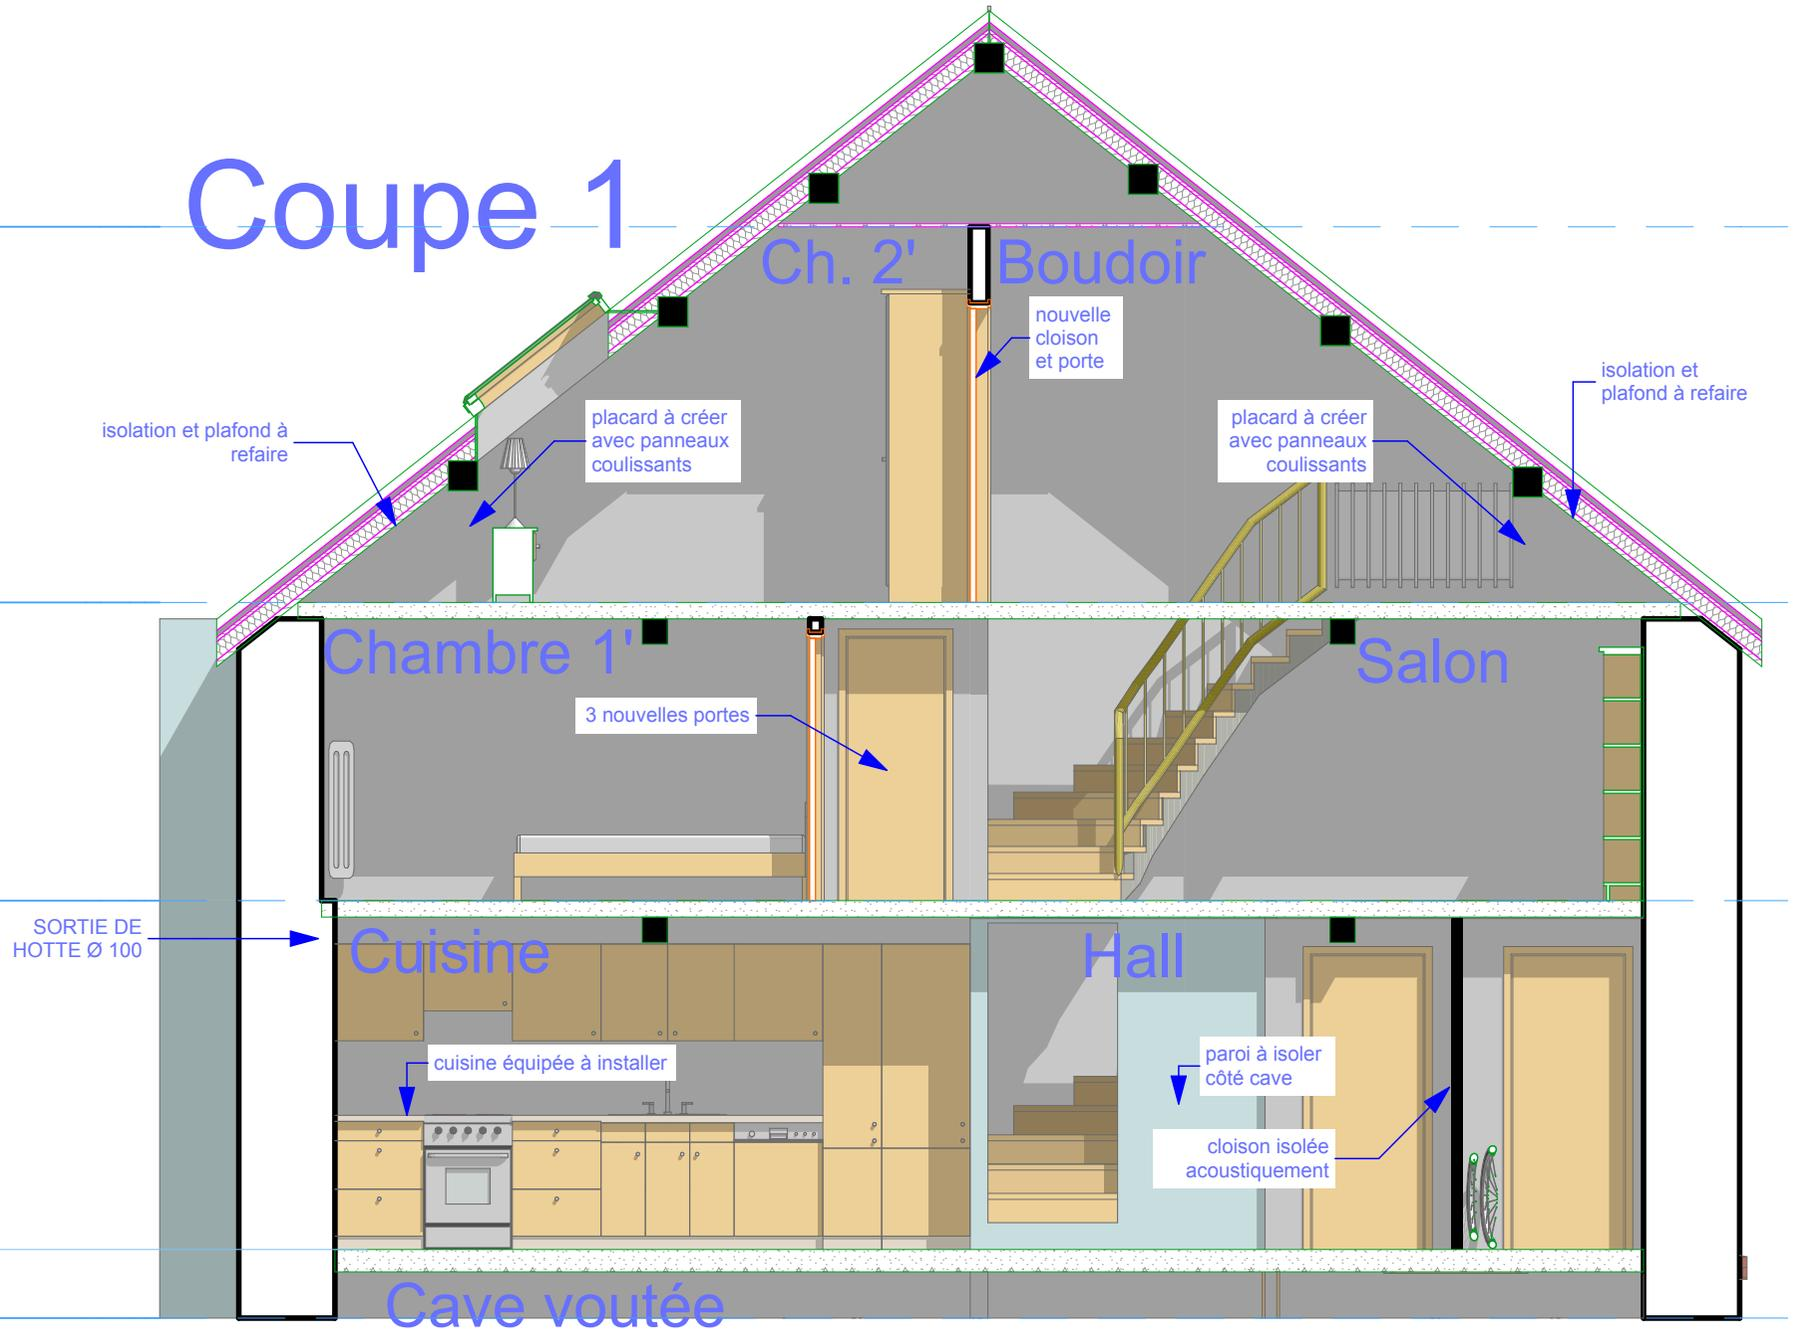 Coupe 1
Ch. 2'
Boudoir
nouvelle
cloison
et porte
isolation et
plafond à refaire
isolation et plafond à
refaire
placard à créer
avec panneaux
coulissants
placard à créer
avec panneaux
coulissants
Chambre 1'
Salon
3 nouvelles portes
SORTIE DE
HOTTE Ø 100
Cuisine
Hall
cuisine équipée à installer
paroi à isoler
côté cave
cloison isolée
acoustiquement
Cave voutée